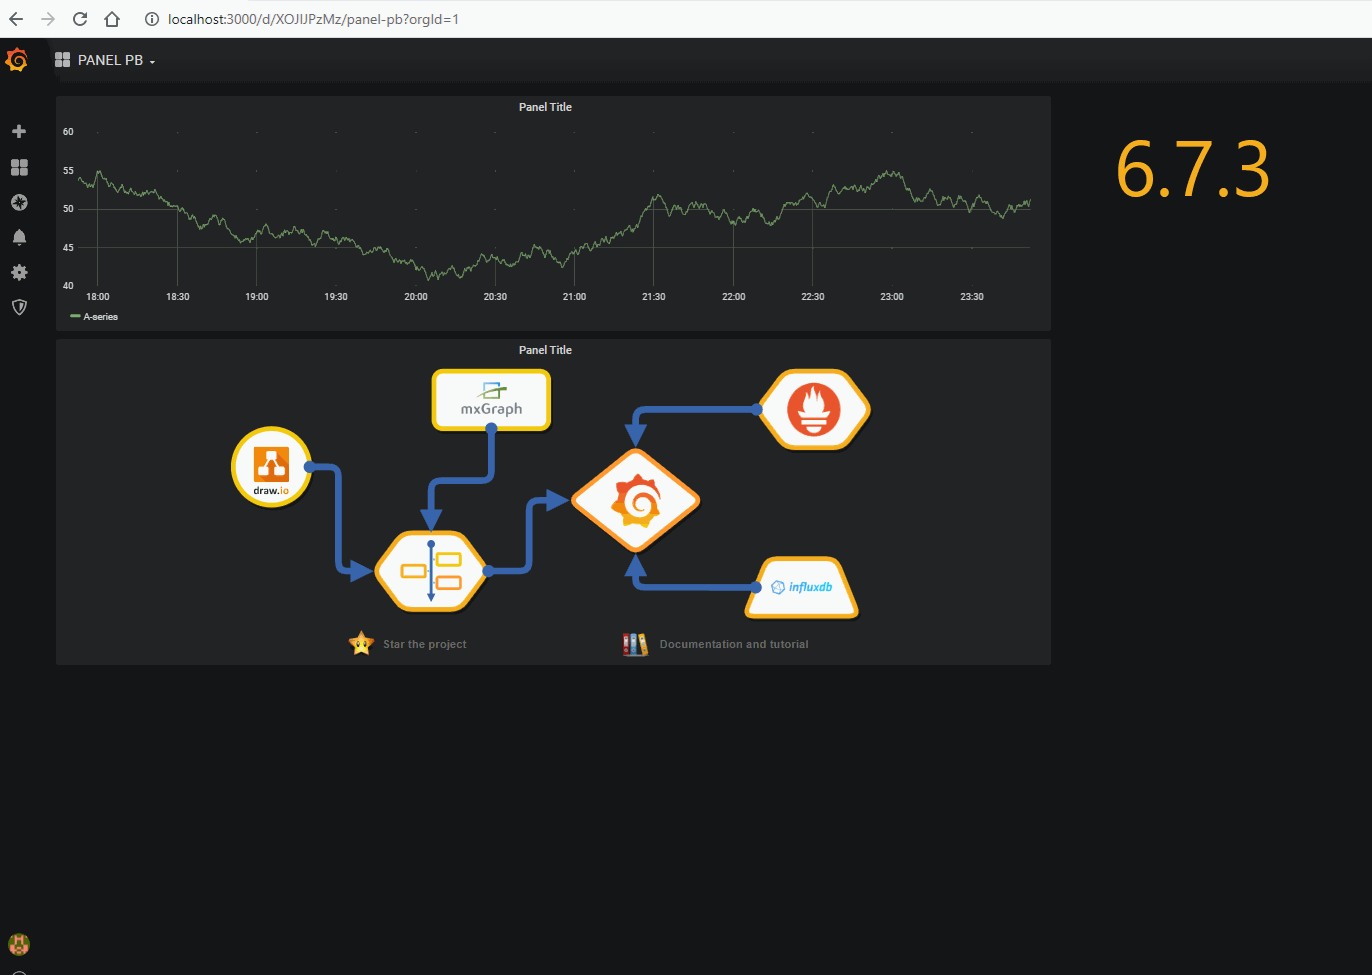 localhost:3000/d/XOJIJPzMz/panel-pb?orgId=1
PANEL PB
Panel Title
60
55
50
45
40
18:00 18:30 19:00 19:30 20:00 20:30 21:00 21:30 22:00 22:30 23:00 23:30
A-series
6.7.3
Panel Title
mxGraph
draw.io
influxdb
Star the project
Documentation and tutorial